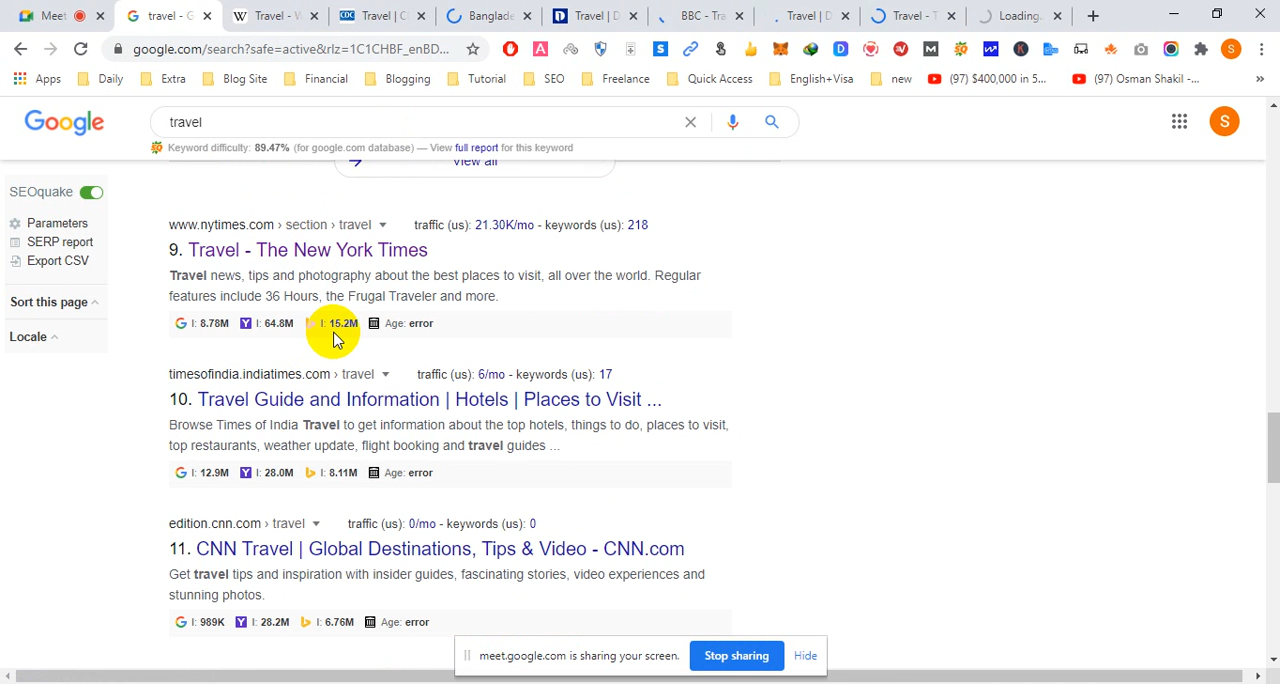 Meet
travel - G
Travel - W
CDC Travel | C
Banglade
Travel | D
BBC - Tra
Travel | D
Travel - T
Loading...
google.com/search?safe=active&rlz=1C1CHBF_enBD...
S
Apps Daily Extra Blog Site Financial Blogging Tutorial SEO Freelance Quick Access English+Visa new (97) $400,000 in 5... (97) Osman Shakil -... »
Google
travel
S
Keyword difficulty: 89.47% (for google.com database) — View full report for this keyword
View all
SEOquake
Parameters
SERP report
Export CSV
Sort this page
Locale
www.nytimes.com › section › travel traffic (us): 21.30K/mo - keywords (us): 218
9. Travel - The New York Times
Travel news, tips and photography about the best places to visit, all over the world. Regular
features include 36 Hours, the Frugal Traveler and more.
I: 8.78M I: 64.8M I: 15.2M Age: error
timesofindia.indiatimes.com › travel traffic (us): 6/mo - keywords (us): 17
10. Travel Guide and Information | Hotels | Places to Visit ...
Browse Times of India Travel to get information about the top hotels, things to do, places to visit,
top restaurants, weather update, flight booking and travel guides ...
I: 12.9M I: 28.0M I: 8.11M Age: error
edition.cnn.com › travel traffic (us): 0/mo - keywords (us): 0
11. CNN Travel | Global Destinations, Tips & Video - CNN.com
Get travel tips and inspiration with insider guides, fascinating stories, video experiences and
stunning photos.
I: 989K I: 28.2M I: 6.76M Age: error
meet.google.com is sharing your screen. Stop sharing Hide